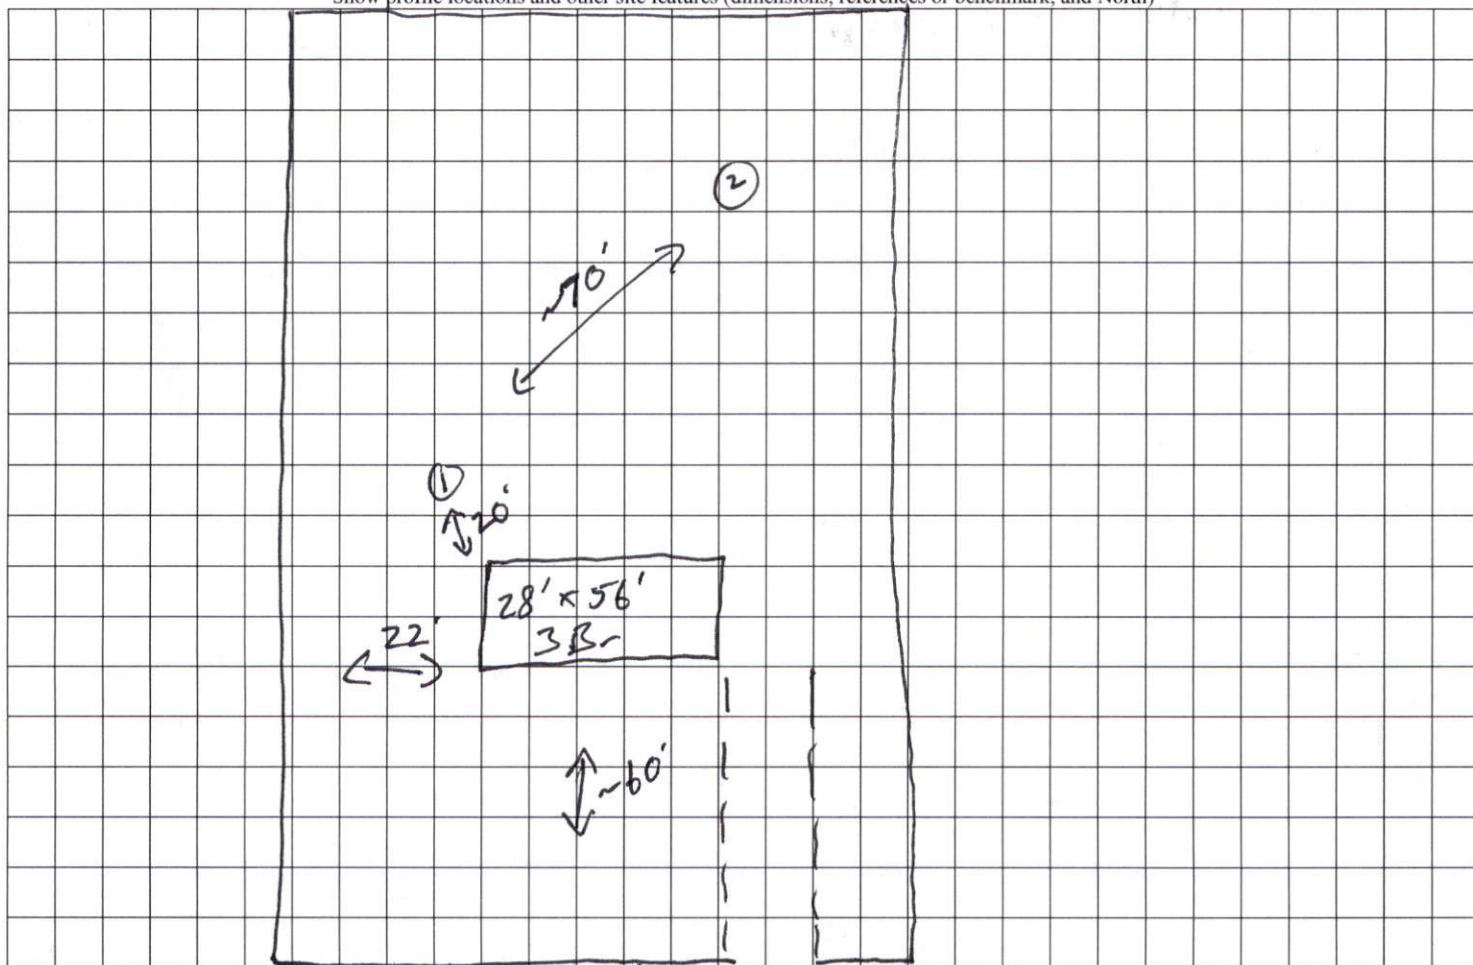 Show profile locations and other site features (dimensions, references or benchmark, and North)
2
~70'
1
20'
28' x 56'
3 Br
22'
~60'